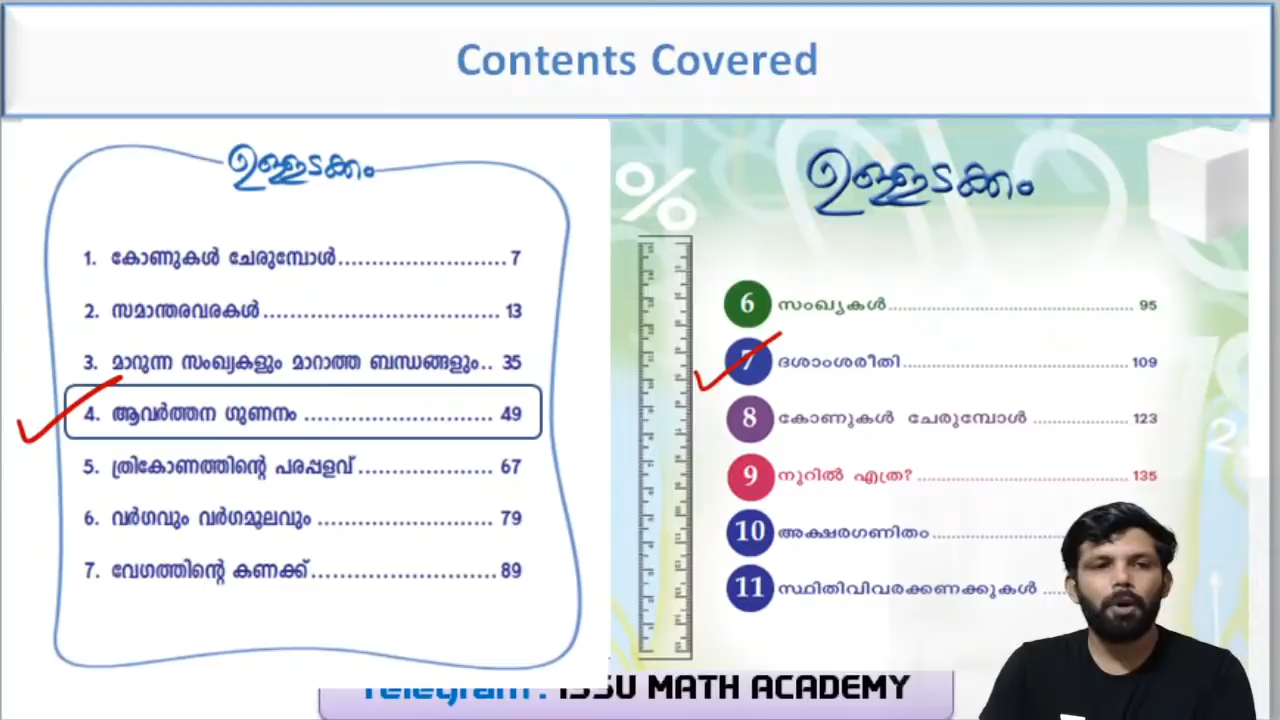 Contents Covered
ഉള്ളടക്കം
1. കോണുകൾ ചേരുമ്പോൾ........................ 7
2. സമാന്തരവരകൾ.................................. 13
3. മാറുന്ന സംഖ്യകളും മാറാത്ത ബന്ധങ്ങളും.. 35
4. ആവർത്തന ഗുണനം ........................... 49
5. ത്രികോണത്തിന്റെ പരപ്പളവ്................... 67
6. വർഗവും വർഗമൂലവും ......................... 79
7. വേഗത്തിന്റെ കണക്ക്........................... 89
ഉള്ളടക്കം
%
6 സംഖ്യകൾ.......................................... 95
7 ദശാംശരീതി....................................... 109
8 കോണുകൾ ചേരുമ്പോൾ ................. 123
9 നൂറിൽ എത്ര? ..................................... 135
10 അക്ഷരഗണിതം.........................
11 സ്ഥിതിവിവരക്കണക്കുകൾ .....
Telegram : ISSU MATH ACADEMY